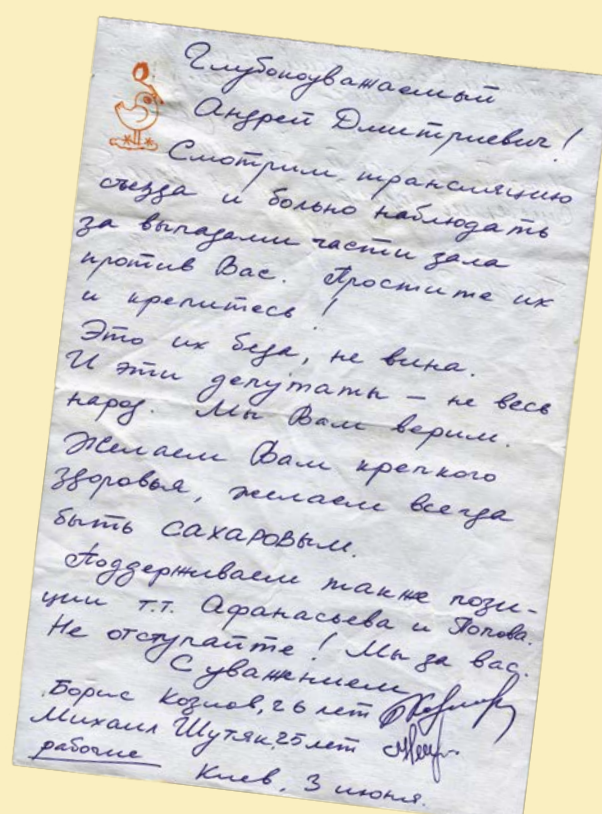 Глубокоуважаемый
Андрей Дмитриевич!
Смотрим трансляцию
съезда и больно наблюдать
за выпадами части зала
против Вас. Простите их
и крепитесь!
Это их беда, не вина.
И эти депутаты – не весь
народ. Мы Вам верим.
Желаем Вам крепкого
здоровья, желаем всегда
быть САХАРОВЫМ.
Поддерживаем также пози-
ции т.т. Афанасьева и Попова.
Не отступайте! Мы за вас.
С уважением
Борис Козлов, 26 лет
Михаил Шутяк, 25 лет
рабочие Киев, 3 июня.